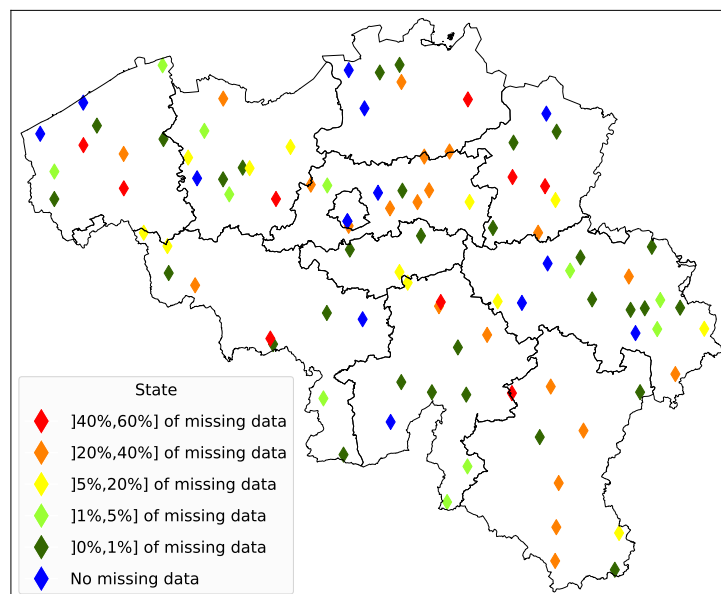 State
]40%,60%] of missing data
]20%,40%] of missing data
]5%,20%] of missing data
]1%,5%] of missing data
]0%,1%] of missing data
No missing data